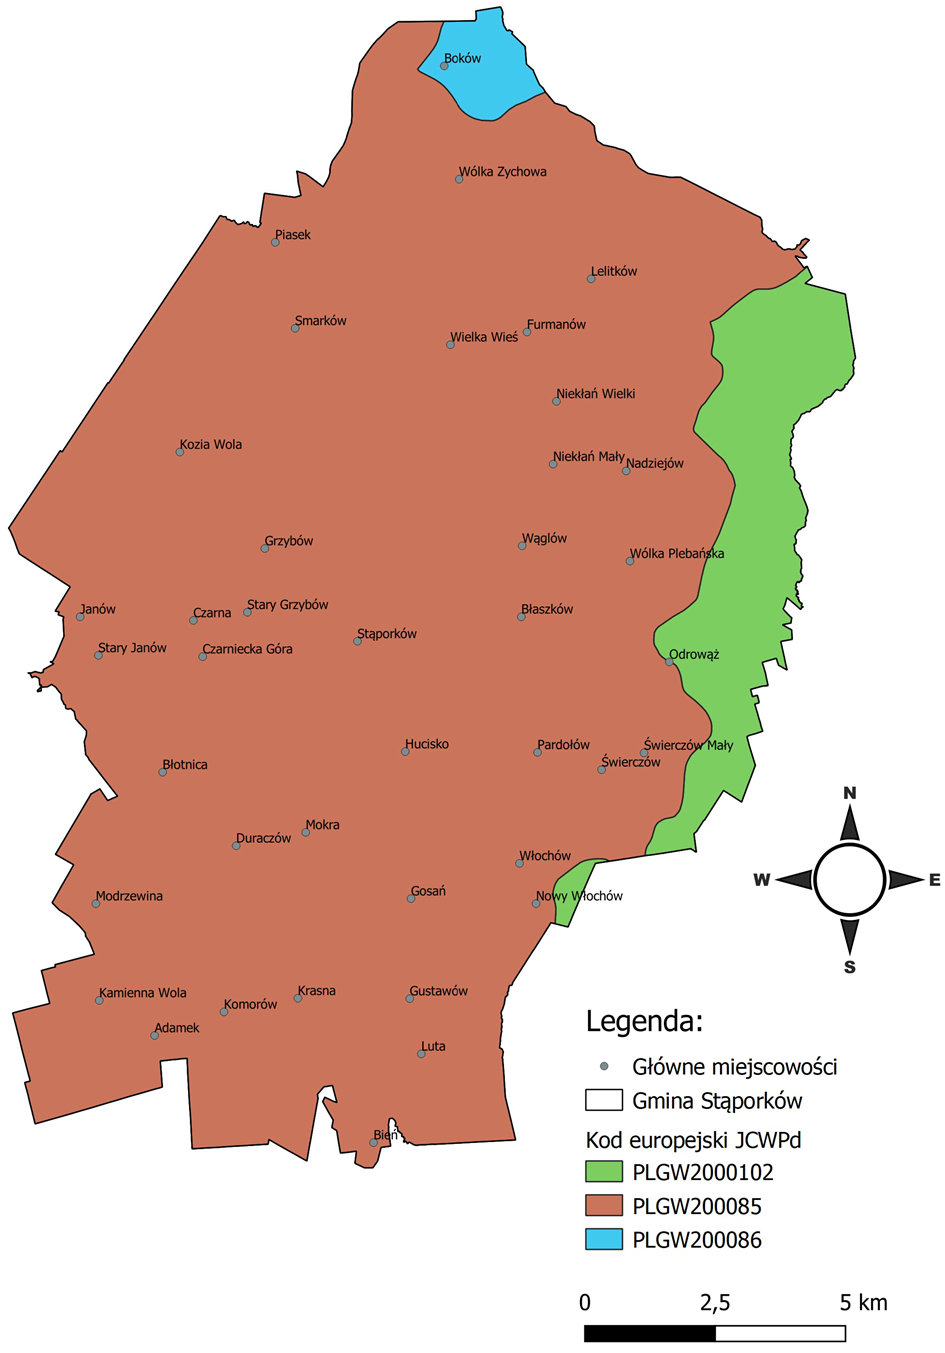 Boków
Wólka Zychowa
Piasek
Lelitków
Smarków
Furmanów
Wielka Wieś
Niekłań Wielki
Kozia Wola
Niekłań Mały
Nadziejów
Grzybów
Wąglów
Wólka Plebańska
Janów
Czarna
Stary Grzybów
Błaszków
Stąporków
Stary Janów
Czarniecka Góra
Odrowąż
Hucisko
Pardołów
Świerczów Mały
Świerczów
Błotnica
Mokra
Duraczów
Włochów
Modrzewina
Gosań
Nowy Włochów
Kamienna Wola
Komorów
Krasna
Gustawów
Adamek
Luta
Bień
N
W
E
S
Legenda:
Główne miejscowości
Gmina Stąporków
Kod europejski JCWPd
PLGW2000102
PLGW200085
PLGW200086
0 2,5 5 km